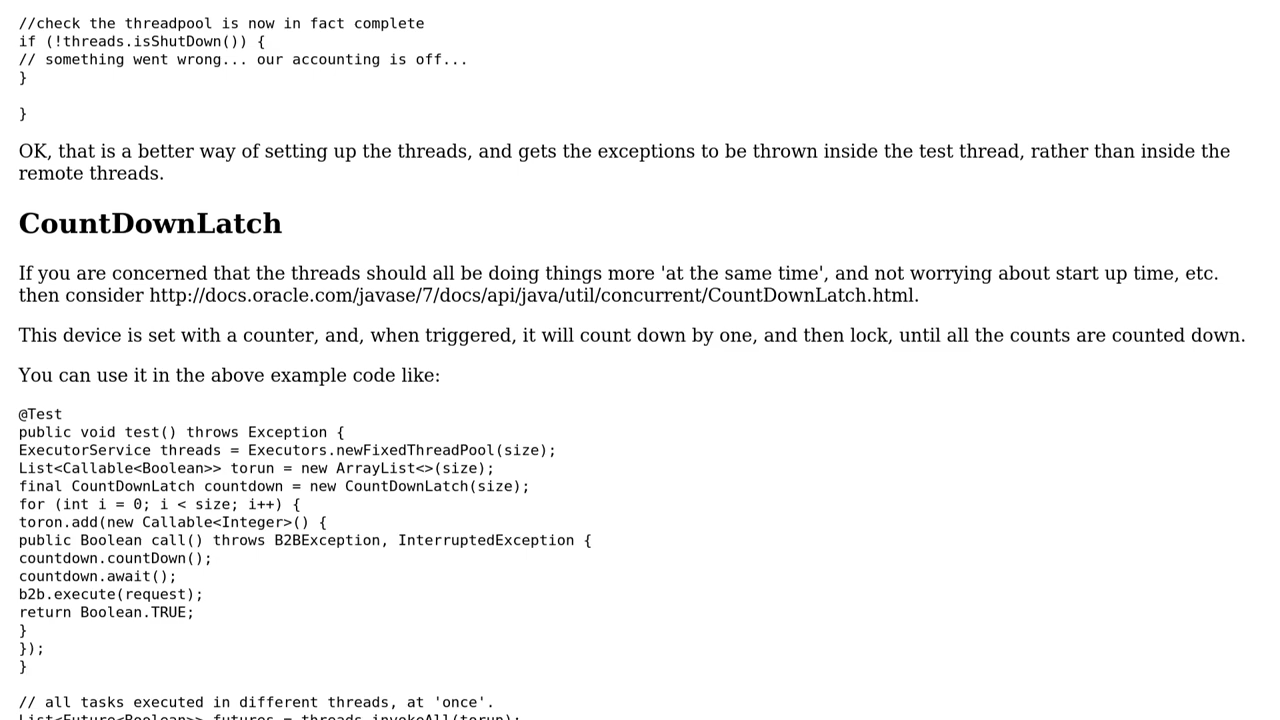 //check the threadpool is now in fact complete
if (!threads.isShutDown()) {
// something went wrong... our accounting is off...
}
}
OK, that is a better way of setting up the threads, and gets the exceptions to be thrown inside the test thread, rather than inside the
remote threads.
CountDownLatch
If you are concerned that the threads should all be doing things more 'at the same time', and not worrying about start up time, etc.
then consider http://docs.oracle.com/javase/7/docs/api/java/util/concurrent/CountDownLatch.html.
This device is set with a counter, and, when triggered, it will count down by one, and then lock, until all the counts are counted down.
You can use it in the above example code like:
@Test
public void test() throws Exception {
ExecutorService threads = Executors.newFixedThreadPool(size);
List<Callable<Boolean>> torun = new ArrayList<>(size);
final CountDownLatch countdown = new CountDownLatch(size);
for (int i = 0; i < size; i++) {
toron.add(new Callable<Integer>() {
public Boolean call() throws B2BException, InterruptedException {
countdown.countDown();
countdown.await();
b2b.execute(request);
return Boolean.TRUE;
}
});
}
// all tasks executed in different threads, at 'once'.
List<Future<Boolean>> futures = threads.invokeAll(torun);